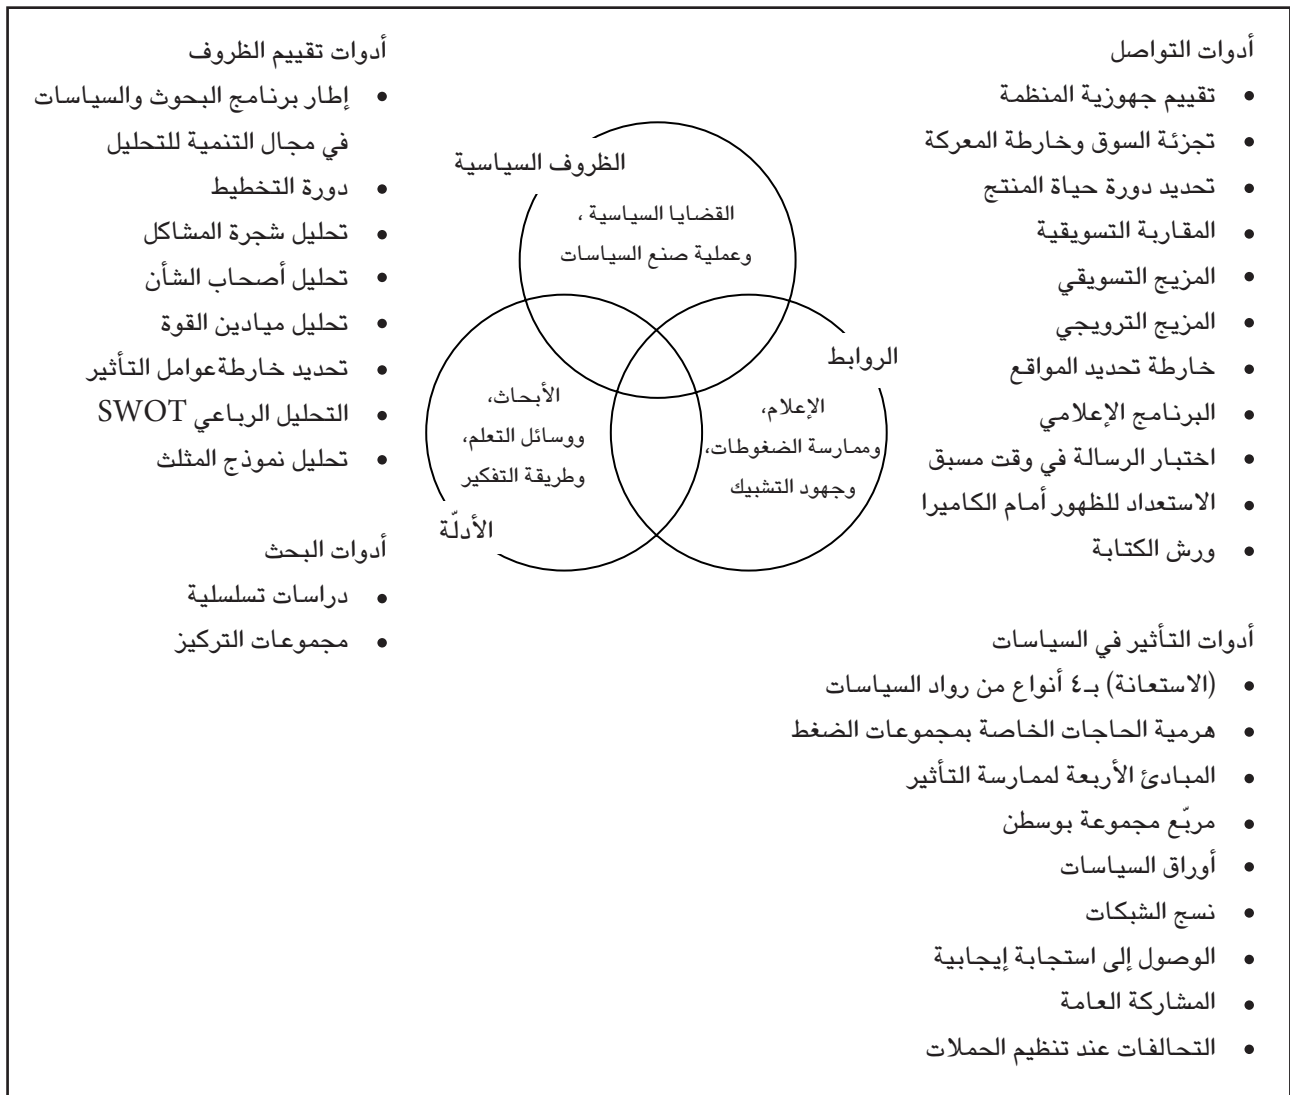 أدوات التواصل
• تقييم جهوزية المنظمة
• تجزئة السوق وخارطة المعركة
• تحديد دورة حياة المنتج
• المقاربة التسويقية
• المزيج التسويقي
• المزيج الترويجي
• خارطة تحديد المواقع
• البرنامج الإعلامي
• اختبار الرسالة في وقت مسبق
• الاستعداد للظهور أمام الكاميرا
• ورش الكتابة
أدوات التأثير في السياسات
• (الاستعانة) بـ٤ أنواع من رواد السياسات
• هرمية الحاجات الخاصة بمجموعات الضغط
• المبادئ الأربعة لممارسة التأثير
• مربّع مجموعة بوسطن
• أوراق السياسات
• نسج الشبكات
• الوصول إلى استجابة إيجابية
• المشاركة العامة
• التحالفات عند تنظيم الحملات
الظروف السياسية
القضايا السياسية ،
وعملية صنع السياسات
الروابط
الإعلام،
وممارسة الضغوطات،
وجهود التشبيك
الأبحاث،
ووسائل التعلم،
وطريقة التفكير
الأدلّة
أدوات تقييم الظروف
• إطار برنامج البحوث والسياسات
في مجال التنمية للتحليل
• دورة التخطيط
• تحليل شجرة المشاكل
• تحليل أصحاب الشأن
• تحليل ميادين القوة
• تحديد خارطةعوامل التأثير
• التحليل الرباعي SWOT
• تحليل نموذج المثلث
أدوات البحث
• دراسات تسلسلية
• مجموعات التركيز